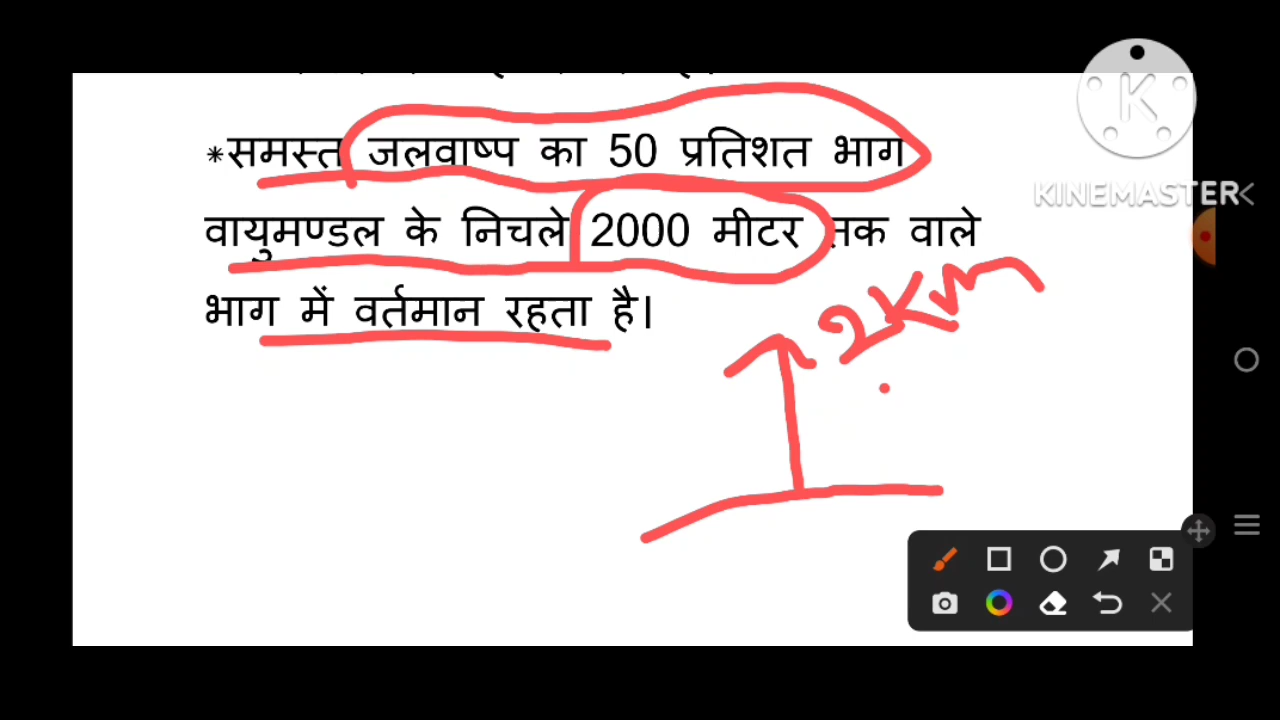 *समस्त जलवाष्प का 50 प्रतिशत भाग
वायुमण्डल के निचले 2000 मीटर तक वाले
भाग में वर्तमान रहता है।
2km
K
KINEMASTER